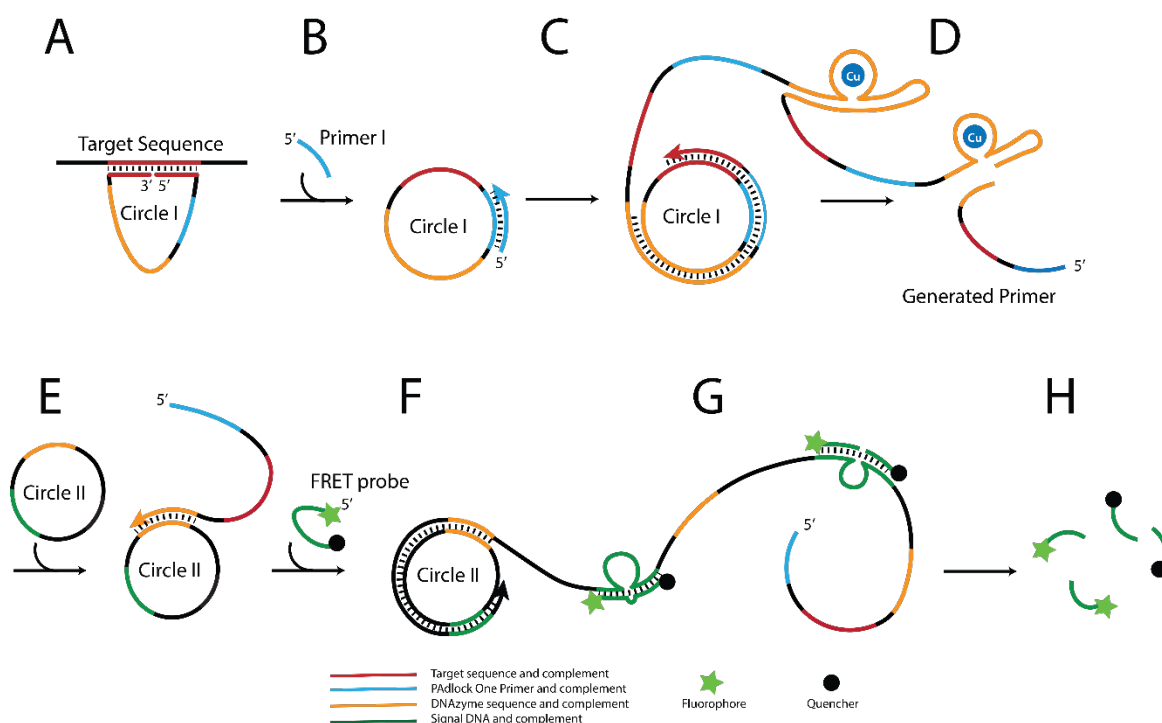 A
B
C
D
Target Sequence
3' 5'
Circle I
5'
Primer I
Circle I
5'
Circle I
Cu
Cu
5'
Generated Primer
E
F
G
H
Circle II
5'
Circle II
FRET probe
5'
Circle II
5'
Target sequence and complement
PAdlock One Primer and complement
DNAzyme sequence and complement
Signal DNA and complement
Fluorophore
Quencher